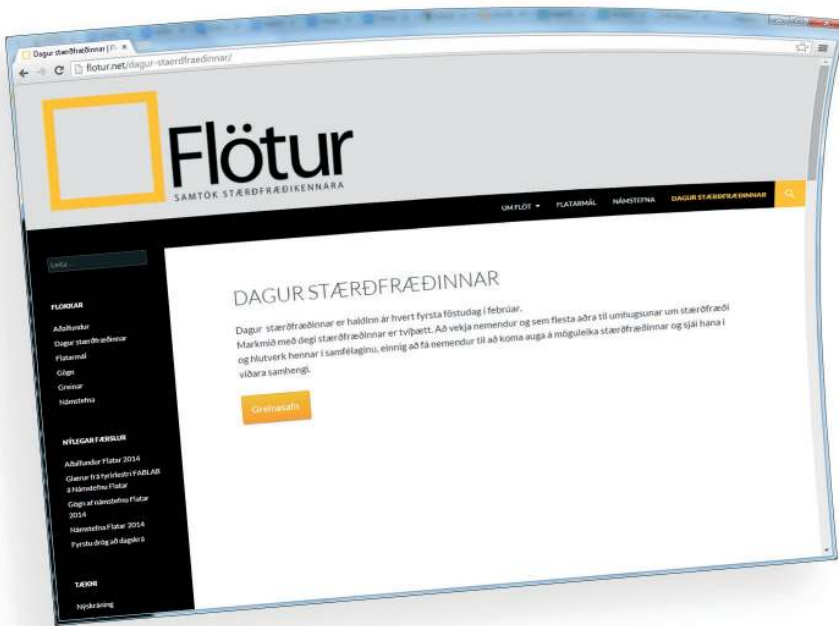 Dagur stærðfræðinnar | Fl
flotur.net/dagur-staerdfraedinnar/
Flötur
SAMTÖK STÆRÐFRÆÐIKENNARA
UM FLÖT
FLATARMÁL
NÁMSTEFNA
DAGUR STÆRÐFRÆÐINNAR
Leita ...
FLOKKAR
Aðalfundur
Dagur stærðfræðinnar
Flatarmál
Gögn
Greinar
Námstefna
NÝLEGAR FÆRSLUR
Aðalfundur Flatar 2014
Glærur frá fyrirlestri FABLAB
á Námstefnu Flatar
Gögn af námstefnu Flatar
2014
Námstefna Flatar 2014
Fyrstu drög að dagskrá
TÆKNI
Nýskráning
DAGUR STÆRÐFRÆÐINNAR
Dagur stærðfræðinnar er haldinn ár hvert fyrsta föstudag í febrúar.
Markmið með degi stærðfræðinnar er tvíþætt. Að vekja nemendur og sem flesta aðra til umhugsunar um stærðfræði
og hlutverk hennar í samfélaginu, einnig að fá nemendur til að koma auga á möguleika stærðfræðinnar og sjái hana í
víðara samhengi.
Greinasafn